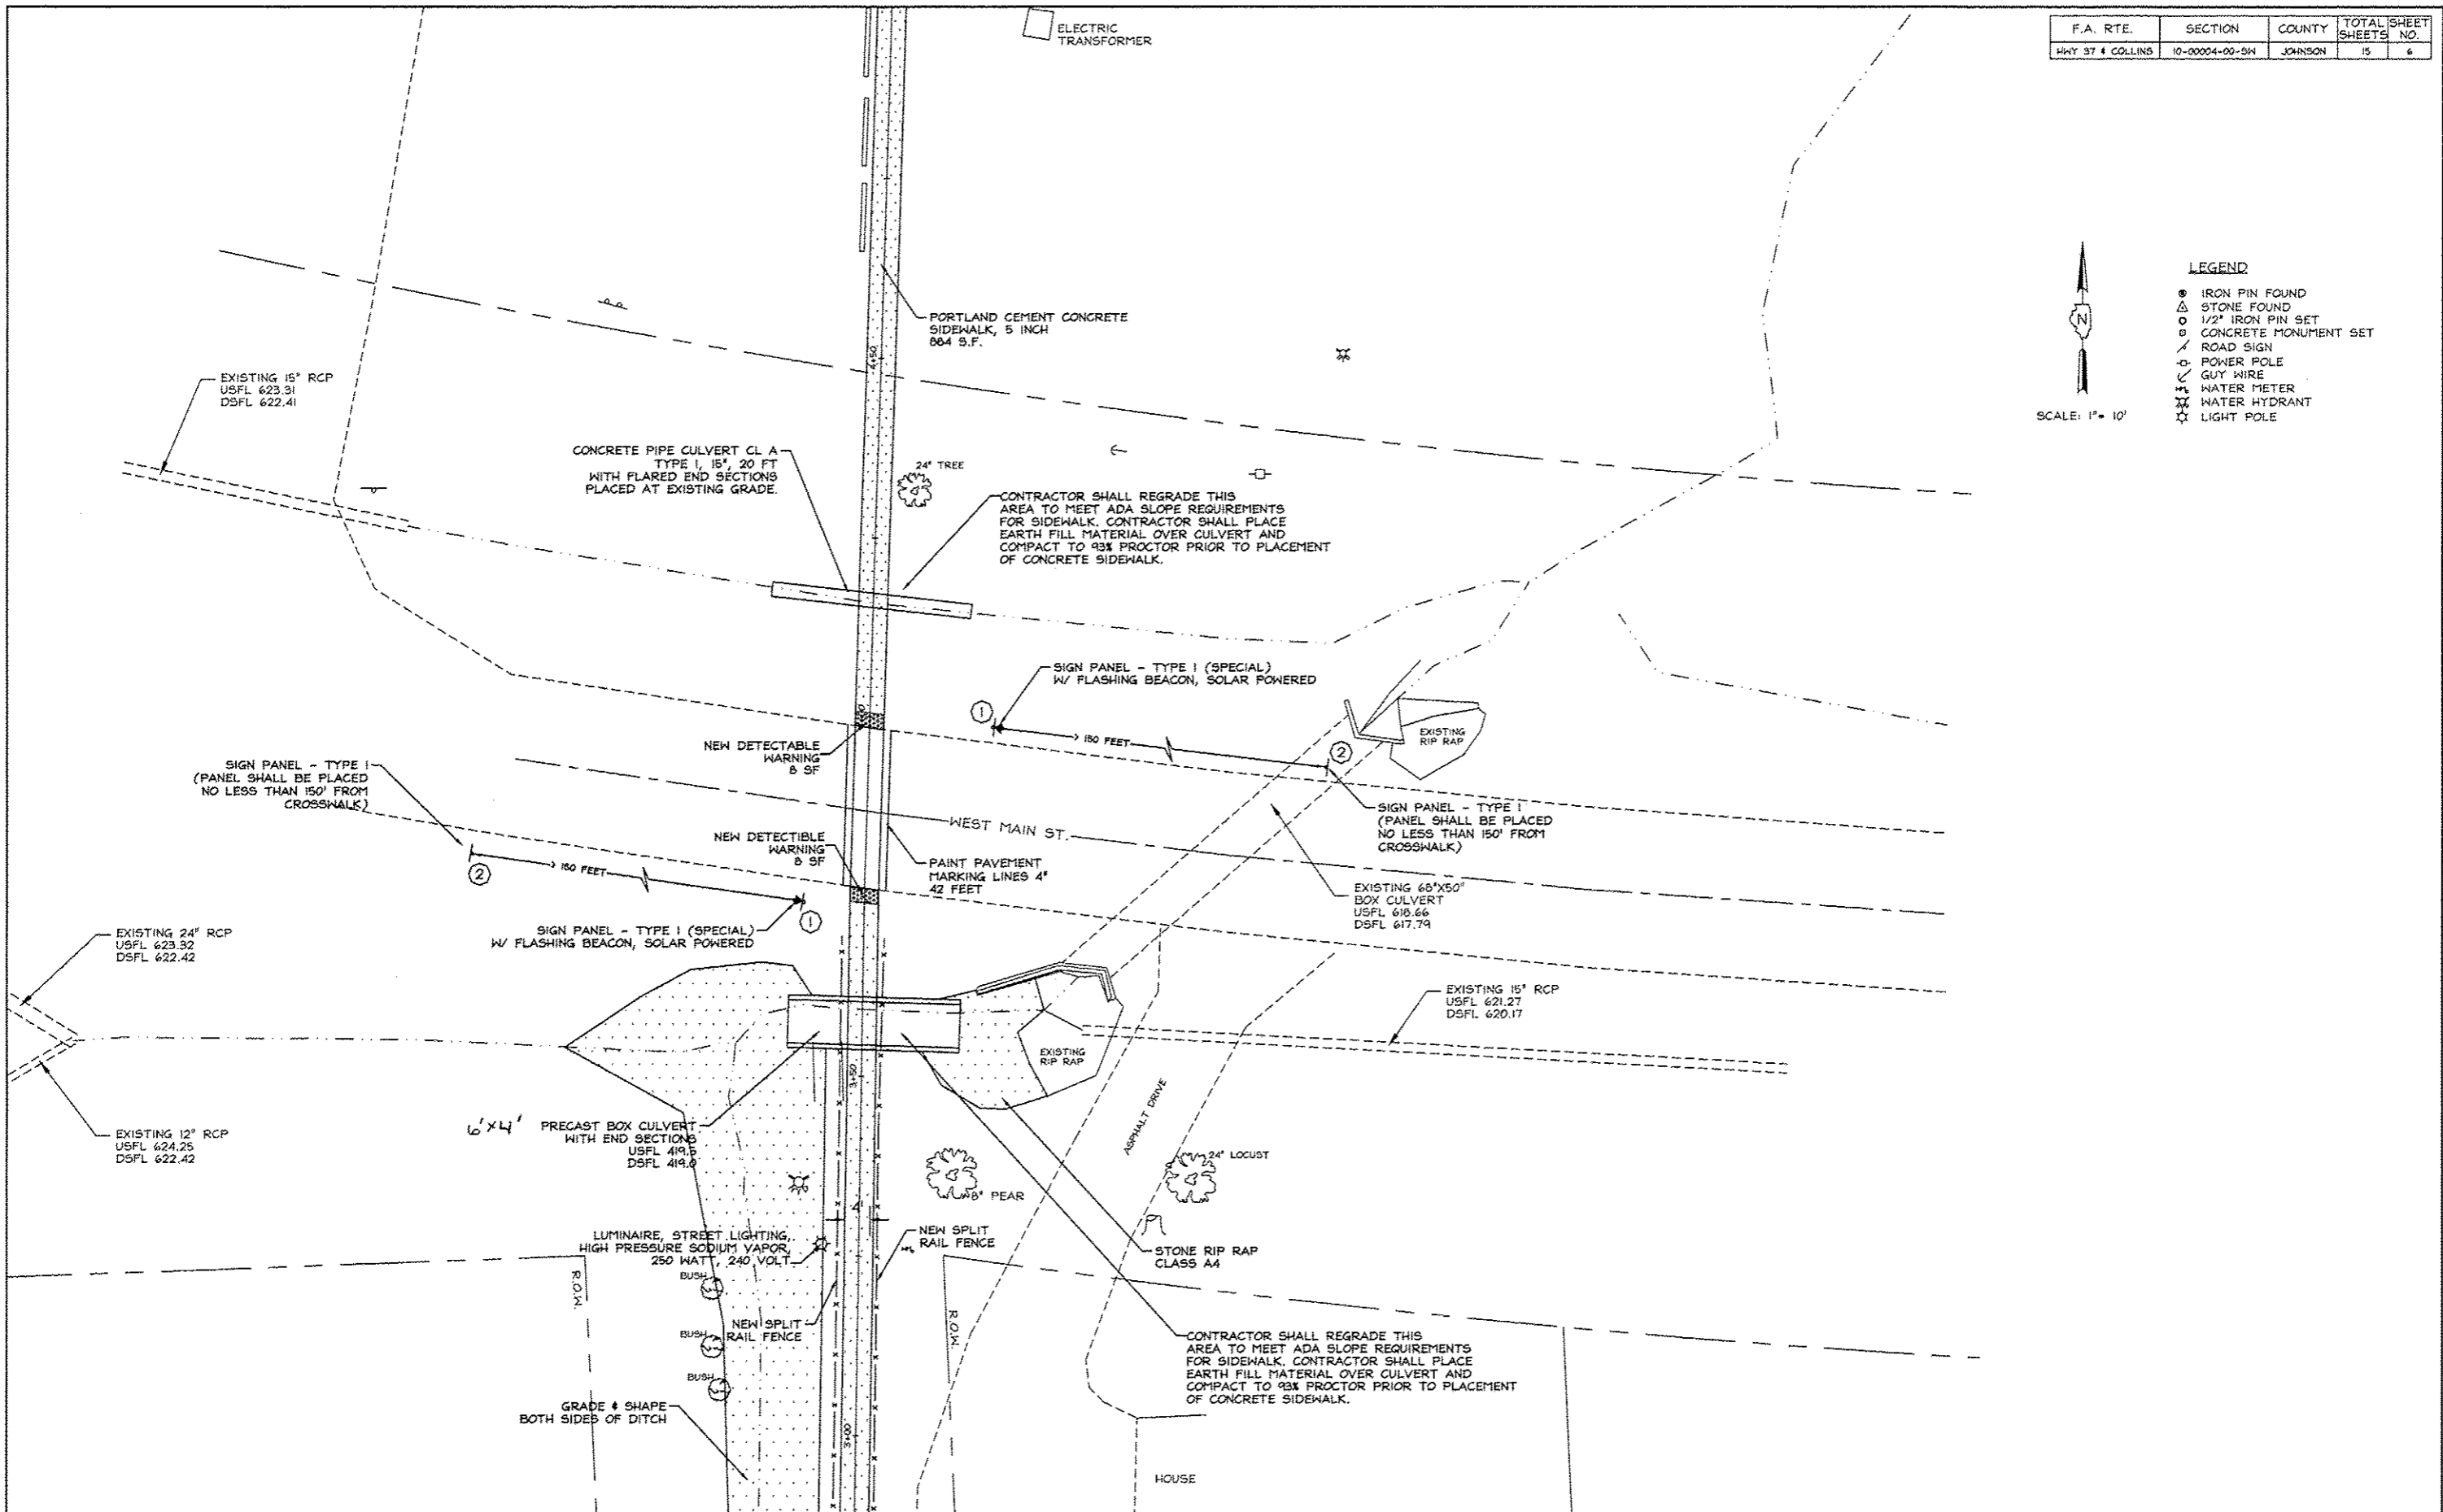 ELECTRIC
TRANSFORMER
F.A. RTE. SECTION COUNTY TOTAL SHEETS SHEET NO.
HWY 37 & COLLINS 10-00004-00-SW JOHNSON 15 6
LEGEND
IRON PIN FOUND
STONE FOUND
1/2" IRON PIN SET
CONCRETE MONUMENT SET
ROAD SIGN
POWER POLE
GUY WIRE
WATER METER
WATER HYDRANT
LIGHT POLE
N
SCALE: 1"= 10'
PORTLAND CEMENT CONCRETE
SIDEWALK, 5 INCH
884 S.F.
4+50
EXISTING 15" RCP
USFL 623.31
DSFL 622.41
CONCRETE PIPE CULVERT CL A
TYPE 1, 15", 20 FT
WITH FLARED END SECTIONS
PLACED AT EXISTING GRADE.
24" TREE
CONTRACTOR SHALL REGRADE THIS
AREA TO MEET ADA SLOPE REQUIREMENTS
FOR SIDEWALK. CONTRACTOR SHALL PLACE
EARTH FILL MATERIAL OVER CULVERT AND
COMPACT TO 93% PROCTOR PRIOR TO PLACEMENT
OF CONCRETE SIDEWALK.
SIGN PANEL - TYPE 1 (SPECIAL)
W/ FLASHING BEACON, SOLAR POWERED
1
> 150 FEET
2
EXISTING
RIP RAP
NEW DETECTABLE
WARNING
8 SF
SIGN PANEL - TYPE 1
(PANEL SHALL BE PLACED
NO LESS THAN 150' FROM
CROSSWALK)
WEST MAIN ST.
SIGN PANEL - TYPE 1
(PANEL SHALL BE PLACED
NO LESS THAN 150' FROM
CROSSWALK)
NEW DETECTIBLE
WARNING
8 SF
PAINT PAVEMENT
MARKING LINES 4"
42 FEET
2
> 150 FEET
1
EXISTING 68"X50"
BOX CULVERT
USFL 618.66
DSFL 617.79
SIGN PANEL - TYPE 1 (SPECIAL)
W/ FLASHING BEACON, SOLAR POWERED
EXISTING 24" RCP
USFL 623.32
DSFL 622.42
EXISTING 15" RCP
USFL 621.27
DSFL 620.17
EXISTING
RIP RAP
3+50
ASPHALT DRIVE
6'X4'
PRECAST BOX CULVERT
WITH END SECTIONS
USFL 419.5
DSFL 419.0
EXISTING 12" RCP
USFL 624.25
DSFL 622.42
24" LOCUST
8" PEAR
4'
LUMINAIRE, STREET LIGHTING,
HIGH PRESSURE SODIUM VAPOR,
250 WATT, 240 VOLT
NEW SPLIT
RAIL FENCE
STONE RIP RAP
CLASS A4
R.O.W.
BUSH
NEW SPLIT
RAIL FENCE
BUSH
R.O.W.
BUSH
CONTRACTOR SHALL REGRADE THIS
AREA TO MEET ADA SLOPE REQUIREMENTS
FOR SIDEWALK. CONTRACTOR SHALL PLACE
EARTH FILL MATERIAL OVER CULVERT AND
COMPACT TO 93% PROCTOR PRIOR TO PLACEMENT
OF CONCRETE SIDEWALK.
GRADE & SHAPE
BOTH SIDES OF DITCH
3+00
HOUSE